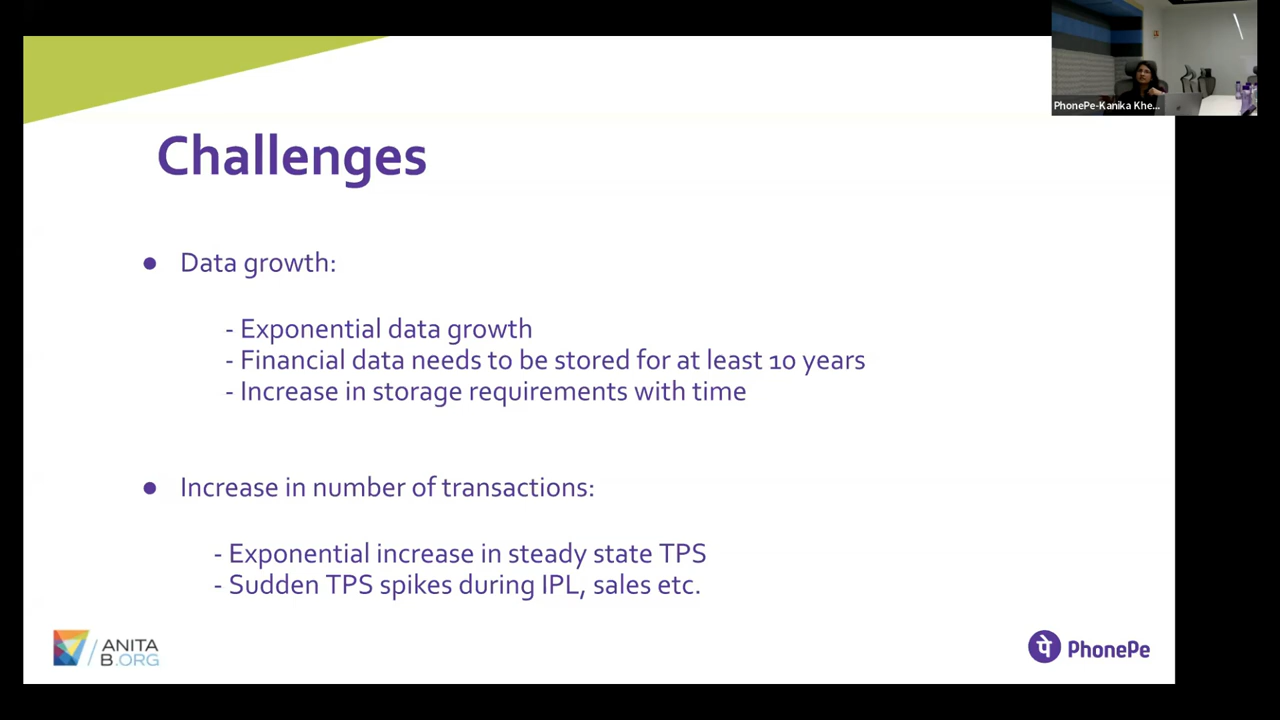 PhonePe-Kanika Khe...
Challenges
● Data growth:
- Exponential data growth
- Financial data needs to be stored for at least 10 years
- Increase in storage requirements with time
● Increase in number of transactions:
- Exponential increase in steady state TPS
- Sudden TPS spikes during IPL, sales etc.
ANITA
B.ORG
पे PhonePe